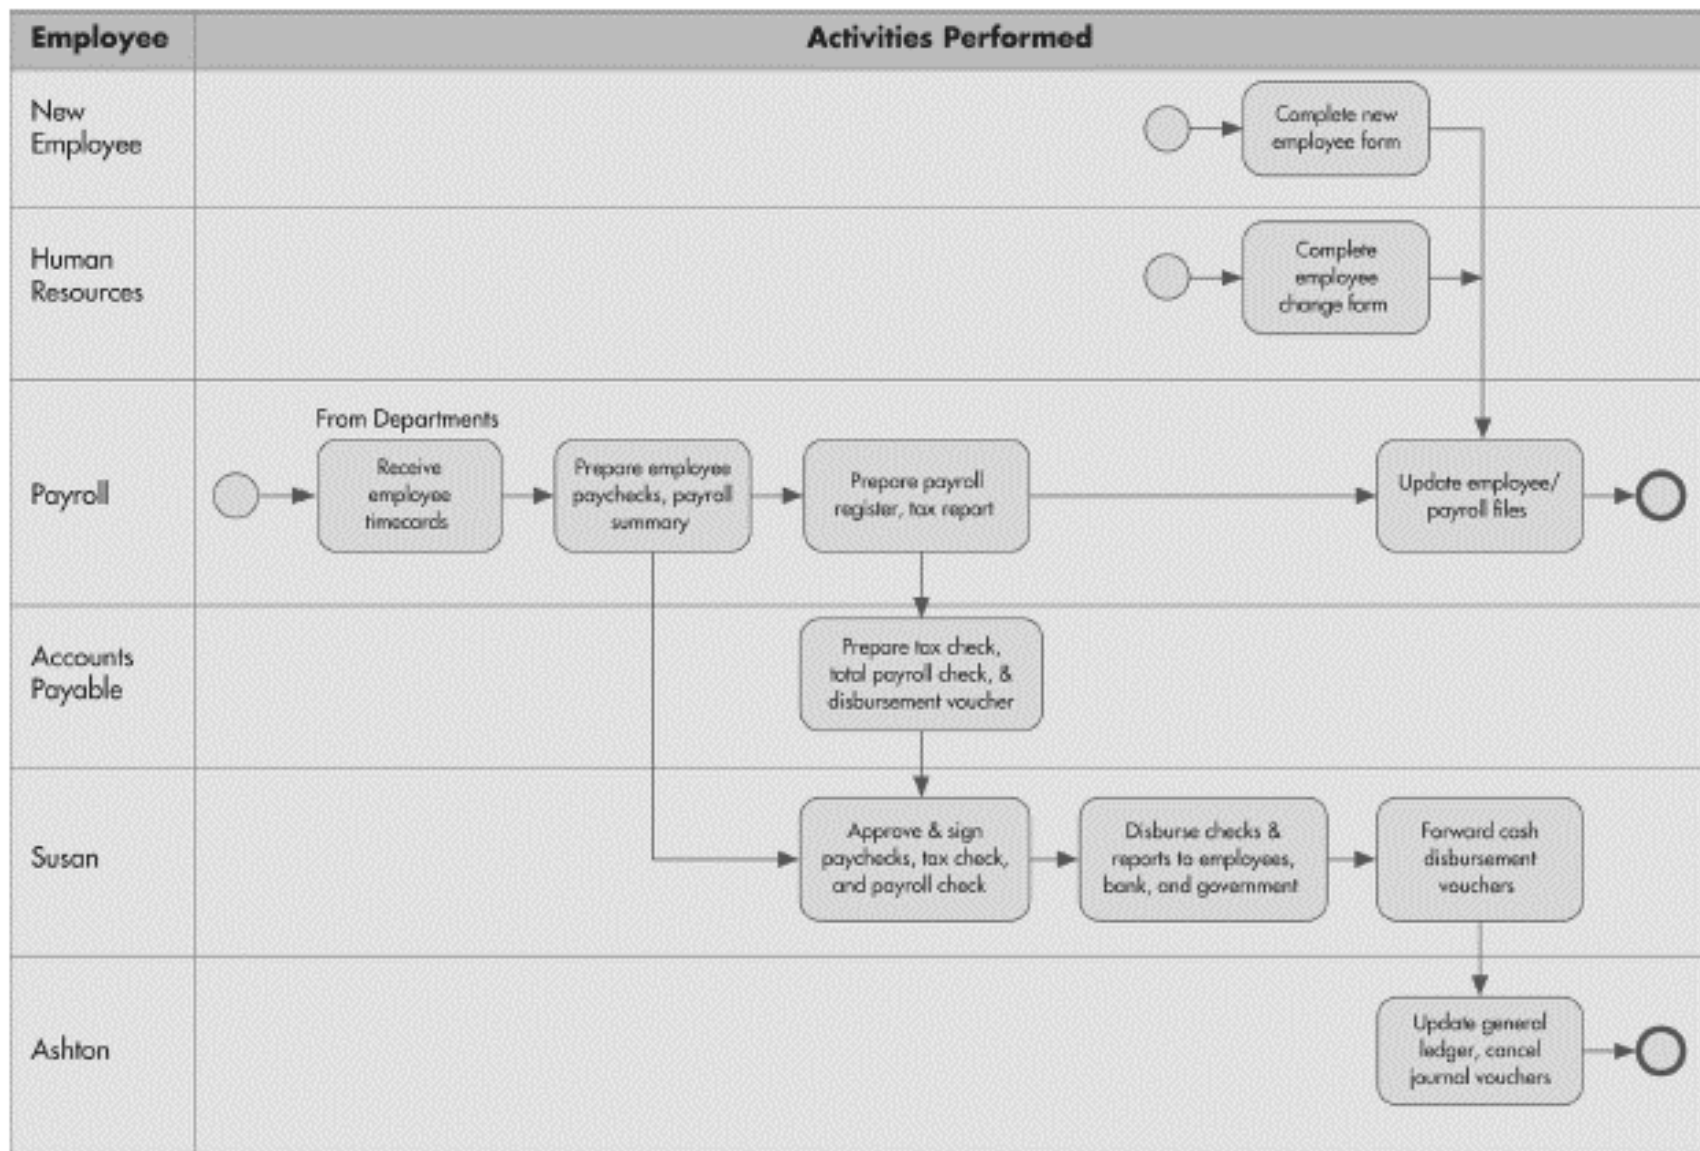 Employee
Activities Performed
New
Employee
Complete new
employee form
Human
Resources
Complete
employee
change form
Payroll
From Departments
Receive
employee
timecards
Prepare employee
paychecks, payroll
summary
Prepare payroll
register, tax report
Update employee/
payroll files
Accounts
Payable
Prepare tax check,
total payroll check, &
disbursement voucher
Susan
Approve & sign
paychecks, tax check,
and payroll check
Disburse checks &
reports to employees,
bank, and government
Forward cash
disbursement
vouchers
Ashton
Update general
ledger, cancel
journal vouchers